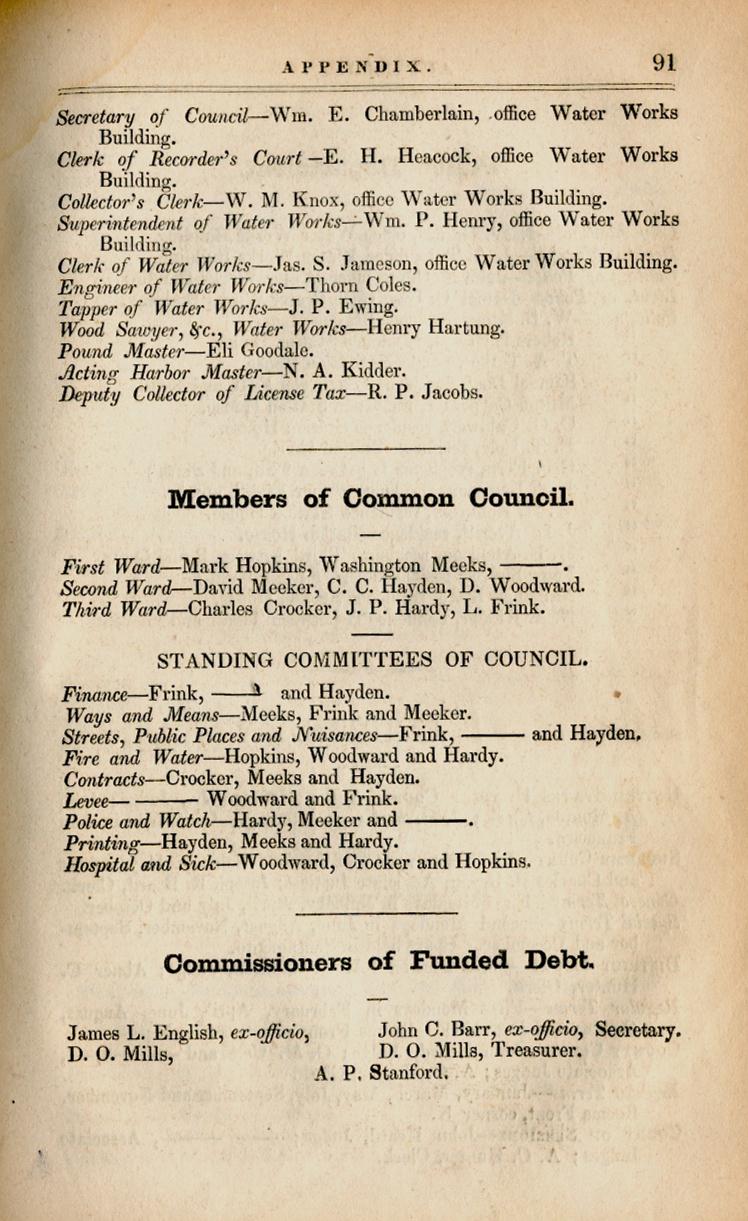 APPENDIX. 91
Secretary of Council—Wm. E. Chamberlain, office Water Works
Building.
Clerk of Recorder's Court—E. H. Heacock, office Water Works
Building.
Collector's Clerk—W. M. Knox, office Water Works Building.
Superintendent of Water Works—Wm. P. Henry, office Water Works
Building.
Clerk of Water Works—Jas. S. Jameson, office Water Works Building.
Engineer of Water Works—Thorn Coles.
Tapper of Water Works—J. P. Ewing.
Wood Sawyer, &c., Water Works—Henry Hartung.
Pound Master—Eli Goodale.
Acting Harbor Master—N. A. Kidder.
Deputy Collector of License Tax—R. P. Jacobs.
Members of Common Council.
First Ward—Mark Hopkins, Washington Meeks, ———.
Second Ward—David Meeker, C. C. Hayden, D. Woodward.
Third Ward—Charles Crocker, J. P. Hardy, L. Frink.
STANDING COMMITTEES OF COUNCIL.
Finance—Frink, ——— and Hayden.
Ways and Means—Meeks, Frink and Meeker.
Streets, Public Places and Nuisances—Frink, ——— and Hayden.
Fire and Water—Hopkins, Woodward and Hardy.
Contracts—Crocker, Meeks and Hayden.
Levee— ——— Woodward and Frink.
Police and Watch—Hardy, Meeker and ———.
Printing—Hayden, Meeks and Hardy.
Hospital and Sick—Woodward, Crocker and Hopkins.
Commissioners of Funded Debt.
James L. English, ex-officio, John C. Barr, ex-officio, Secretary.
D. O. Mills, D. O. Mills, Treasurer.
A. P. Stanford.